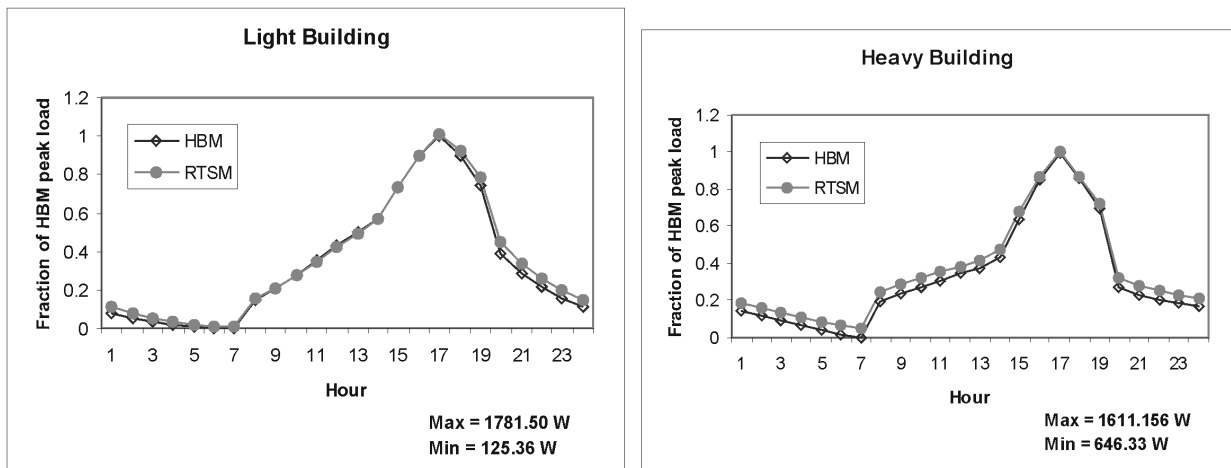 Light Building
Fraction of HBM peak load
1.2
1
0.8
0.6
0.4
0.2
0
HBM
RTSM
1 3 5 7 9 11 13 15 17 19 21 23
Hour
Max = 1781.50 W
Min = 125.36 W
Heavy Building
Fraction of HBM peak load
1.2
1
0.8
0.6
0.4
0.2
0
HBM
RTSM
1 3 5 7 9 11 13 15 17 19 21 23
Hour
Max = 1611.156 W
Min = 646.33 W